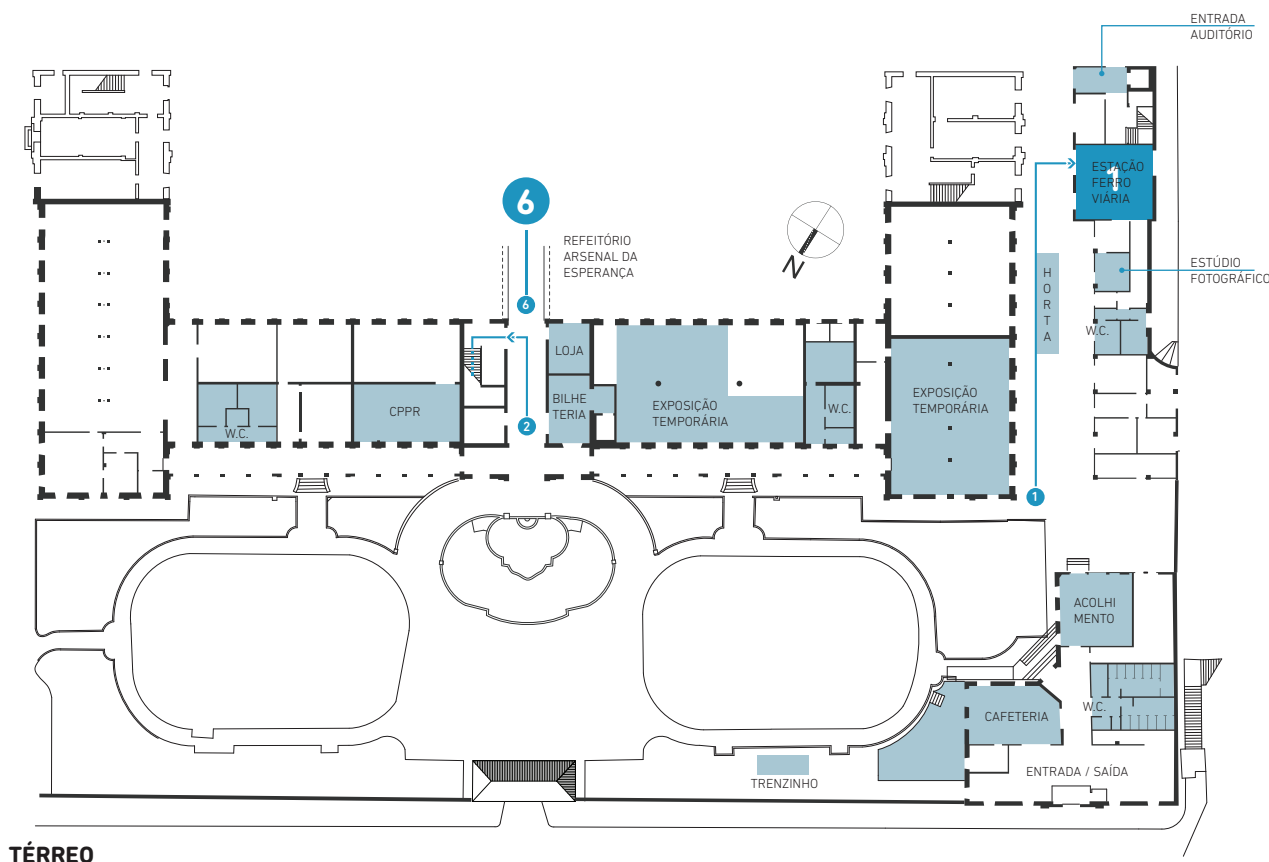 ENTRADA
AUDITÓRIO
1
ESTAÇÃO
FERRO
VIÁRIA
6
REFEITÓRIO
ARSENAL DA
ESPERANÇA
N
ESTÚDIO
FOTOGRÁFICO
H
O
R
T
A
6
W.C.
LOJA
CPPR
BILHE
TERIA
EXPOSIÇÃO
TEMPORÁRIA
W.C.
EXPOSIÇÃO
TEMPORÁRIA
W.C.
2
1
ACOLHI
MENTO
CAFETERIA
W.C.
ENTRADA / SAÍDA
TRENZINHO
TÉRREO